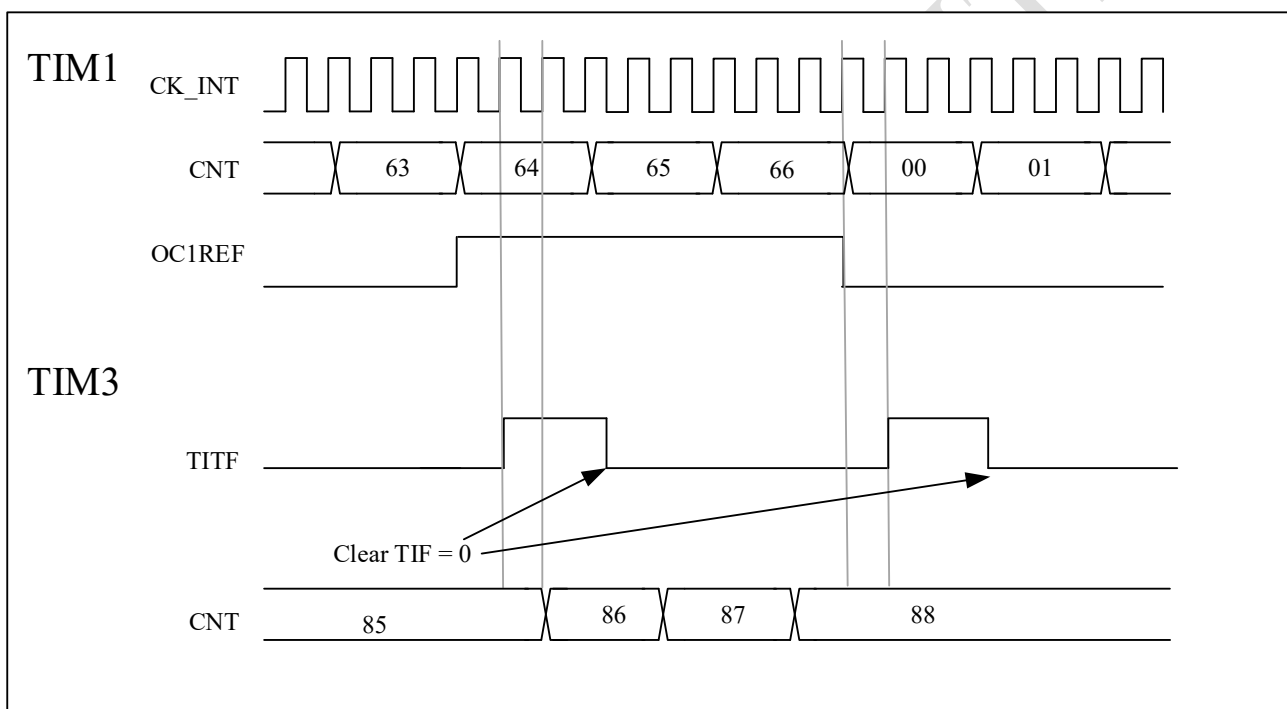 TIM1
CK_INT
CNT
63 64 65 66 00 01
OC1REF
TIM3
TITF
Clear TIF = 0
CNT
85 86 87 88